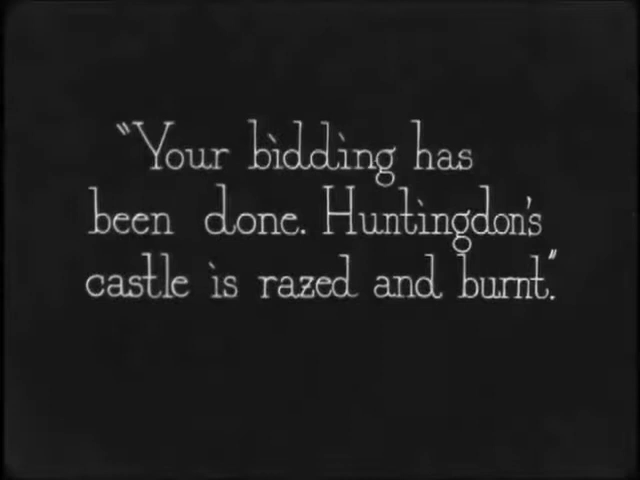 "Your bidding has
been done. Huntingdon's
castle is razed and burnt."